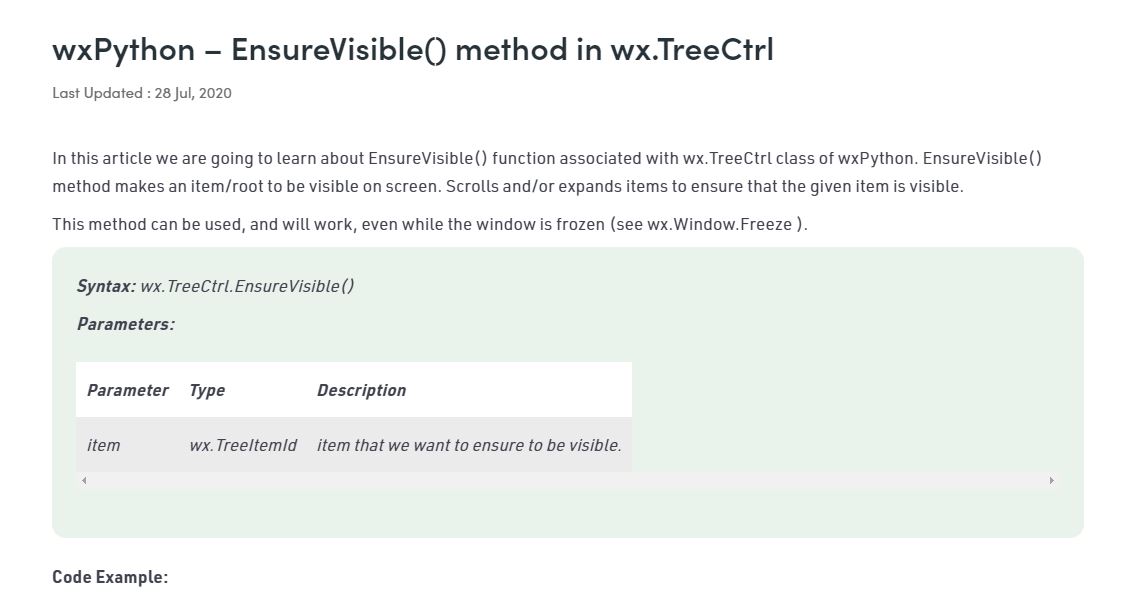 wxPython – EnsureVisible() method in wx.TreeCtrl
Last Updated : 28 Jul, 2020
In this article we are going to learn about EnsureVisible() function associated with wx.TreeCtrl class of wxPython. EnsureVisible()
method makes an item/root to be visible on screen. Scrolls and/or expands items to ensure that the given item is visible.
This method can be used, and will work, even while the window is frozen (see wx.Window.Freeze ).
Syntax: wx.TreeCtrl.EnsureVisible()
Parameters:
Parameter Type Description
item wx.TreeItemId item that we want to ensure to be visible.
Code Example: